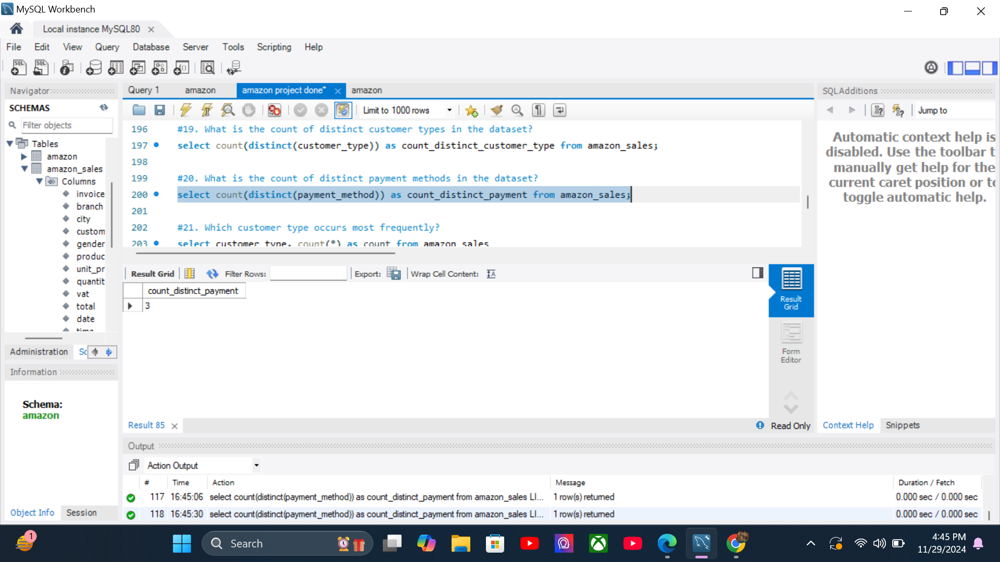 MySQL Workbench
Local instance MySQL80
File Edit View Query Database Server Tools Scripting Help
Navigator
SCHEMAS
Filter objects
Tables
amazon
amazon_sales
Columns
invoice
branch
city
custom
gender
produc
unit_pr
quantit
vat
total
date
time
Administration Sc
Information
Schema:
amazon
Object Info Session
Query 1 amazon amazon project done* amazon
Limit to 1000 rows
196 #19. What is the count of distinct customer types in the dataset?
197 select count(distinct(customer_type)) as count_distinct_customer_type from amazon_sales;
198
199 #20. What is the count of distinct payment methods in the dataset?
200 select count(distinct(payment_method)) as count_distinct_payment from amazon_sales;
201
202 #21. Which customer type occurs most frequently?
203 select customer_type, count(*) as count from amazon_sales
Result Grid Filter Rows: Export: Wrap Cell Content:
count_distinct_payment
3
Result Grid
Form Editor
Result 85
Read Only
SQLAdditions
Jump to
Automatic context help is
disabled. Use the toolbar t
manually get help for the
current caret position or to
toggle automatic help.
Context Help Snippets
Output
Action Output
# Time Action Message Duration / Fetch
117 16:45:06 select count(distinct(payment_method)) as count_distinct_payment from amazon_sales LI... 1 row(s) returned 0.000 sec / 0.000 sec
118 16:45:30 select count(distinct(payment_method)) as count_distinct_payment from amazon_sales LI... 1 row(s) returned 0.000 sec / 0.000 sec
1
Search
4:45 PM
11/29/2024